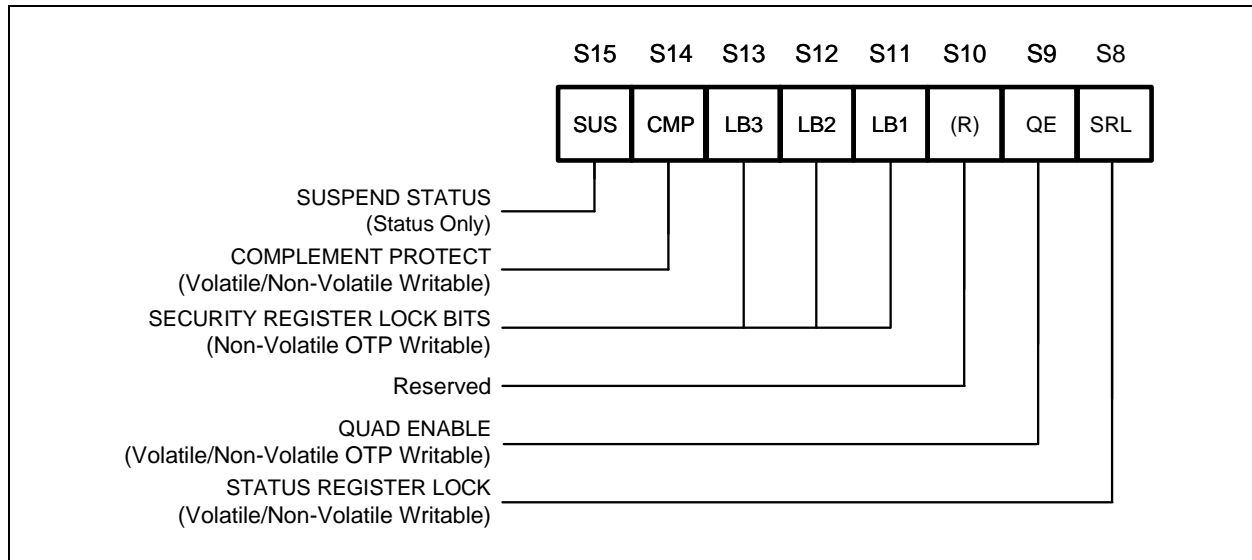 S15 S14 S13 S12 S11 S10 S9 S8
SUS CMP LB3 LB2 LB1 (R) QE SRL
SUSPEND STATUS
(Status Only)
COMPLEMENT PROTECT
(Volatile/Non-Volatile Writable)
SECURITY REGISTER LOCK BITS
(Non-Volatile OTP Writable)
Reserved
QUAD ENABLE
(Volatile/Non-Volatile OTP Writable)
STATUS REGISTER LOCK
(Volatile/Non-Volatile Writable)